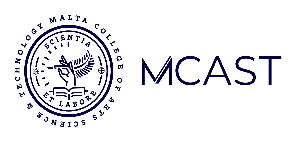 MALTA COLLEGE OF ARTS SCIENCE & TECHNOLOGY
SCIENTIA
ET LABORE
MCAST